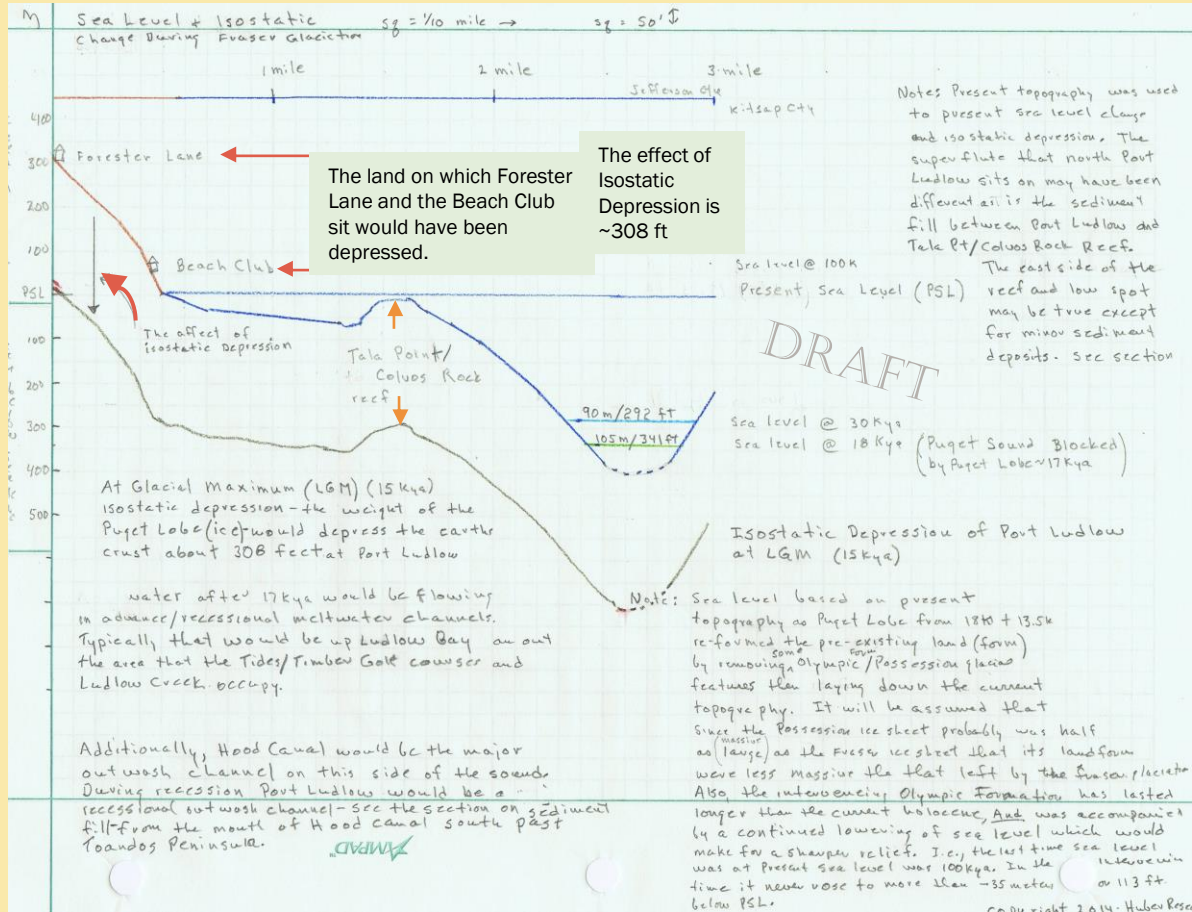 Sea Level & Isostatic
Change During Fraser Glaciation
sq = 1/10 mile →
sq = 50' ↕
1 mile
2 mile
3 mile
Jefferson Cty
Kitsap Cty
400
300
200
100
PSL
100
200
300
400
500
Forester Lane
Beach Club
The land on which Forester
Lane and the Beach Club
sit would have been
depressed.
The effect of
Isostatic
Depression is
~308 ft
Note: Present topography was used
to present sea level change
and isostatic depression. The
super flute that north Port
Ludlow sits on may have been
different as is the sediment
fill between Port Ludlow and
Tala Pt/Colvos Rock Reef.
The east side of the
reef and low spot
may be true except
for minor sediment
deposits. See section
Sea level @ 100K
Present Sea Level (PSL)
DRAFT
The affect of
isostatic Depression
Tala Point/
Colvos Rock
reef
90m/292 ft
105m/341ft
Sea level @ 30Kya
Sea level @ 18Kya (Puget Sound Blocked
by Puget Lobe ~17Kya)
At Glacial Maximum (LGM) (15Kya)
isostatic depression - the weight of the
Puget Lobe (ice)-would depress the earths
crust about 308 feet at Port Ludlow
Isostatic Depression of Port Ludlow
at LGM (15Kya)
water after 17Kya would be flowing
in advance/recessional meltwater channels.
Typically that would be up Ludlow Bay an out
the area that the Tides/Timber Golf courses and
Ludlow Creek occupy.
Additionally, Hood Canal would be the major
outwash channel on this side of the sound.
During recession Port Ludlow would be a
recessional outwash channel - see the section on sediment
fill-from the mouth of Hood Canal south past
Toandos Peninsula.
AMPAD
Note: Sea level based on present
topography as Puget Lobe from 18K + 13.5K
re-formed the pre-existing land (form)
by removing some Olympic/Possession glacial
features then laying down the current
topography. It will be assumed that
since the Possession ice sheet probably was half
as (large) massive as the Fraser ice sheet that its landform
were less massive the that left by the Fraser glaciation
Also, the intervening Olympic Formation has lasted
longer than the current holocene, And was accompanied
by a continued lowering of sea level which would
make for a sharper relief. I.e., the last time sea level
was at Present sea level was 100Kya. In the
time it never rose to more than -35 meters or 113 ft.
below PSL.
Copyright 2014. Huber